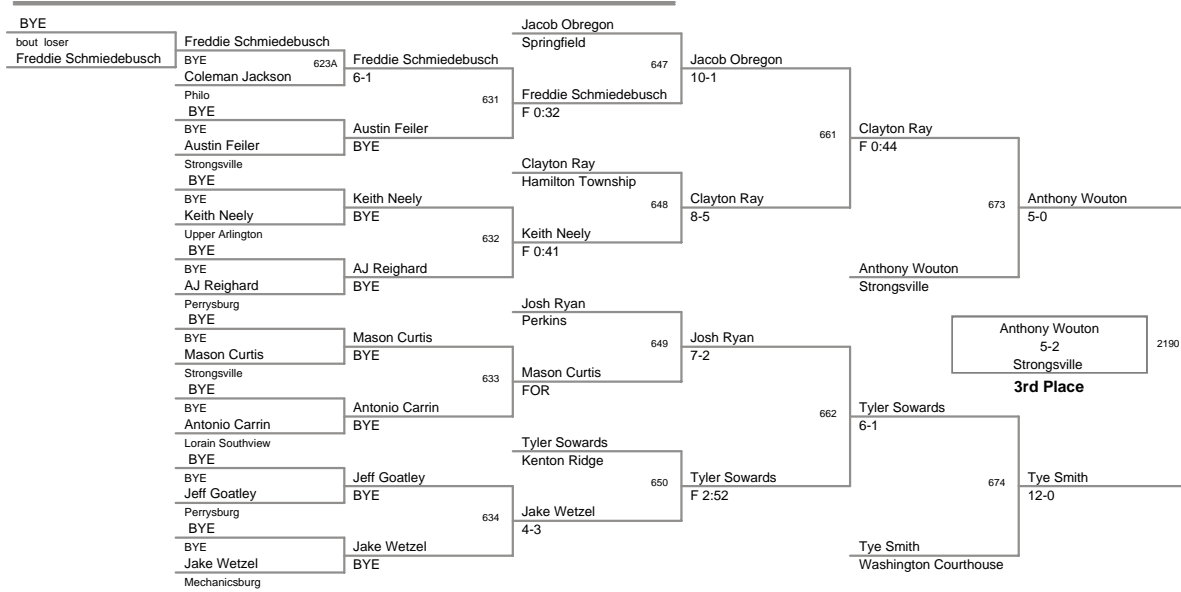 BYE
bout loser
Freddie Schmiedebusch
Freddie Schmiedebusch
BYE
623A
Coleman Jackson
Philo
BYE
BYE
Austin Feiler
Strongsville
BYE
BYE
Keith Neely
Upper Arlington
BYE
BYE
AJ Reighard
Perrysburg
BYE
BYE
Mason Curtis
Strongsville
BYE
BYE
Antonio Carrin
Lorain Southview
BYE
BYE
Jeff Goatley
Perrysburg
BYE
BYE
Jake Wetzel
Mechanicsburg
Freddie Schmiedebusch
6-1
631
Austin Feiler
BYE
Keith Neely
BYE
632
AJ Reighard
BYE
Mason Curtis
BYE
633
Antonio Carrin
BYE
Jeff Goatley
BYE
634
Jake Wetzel
BYE
Jacob Obregon
Springfield
647
Freddie Schmiedebusch
F 0:32
Clayton Ray
Hamilton Township
648
Keith Neely
F 0:41
Josh Ryan
Perkins
649
Mason Curtis
FOR
Tyler Sowards
Kenton Ridge
650
Jake Wetzel
4-3
Jacob Obregon
10-1
661
Clayton Ray
8-5
Josh Ryan
7-2
662
Tyler Sowards
F 2:52
Clayton Ray
F 0:44
673
Anthony Wouton
Strongsville
Tyler Sowards
6-1
674
Tye Smith
Washington Courthouse
Anthony Wouton
5-0
Anthony Wouton
5-2
Strongsville
2190
3rd Place
Tye Smith
12-0